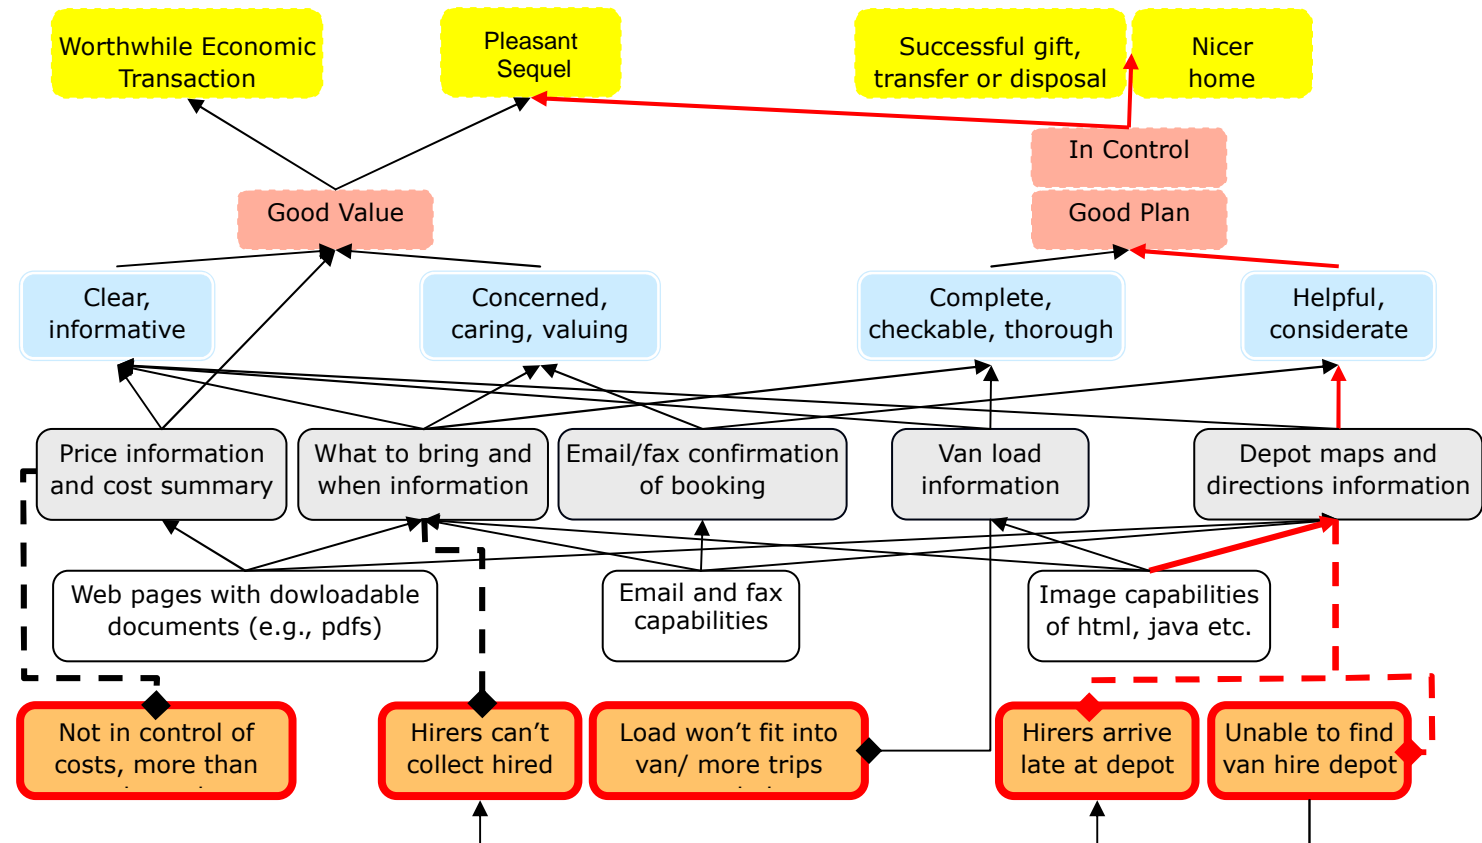 Worthwhile Economic
Transaction
Pleasant
Sequel
Successful gift,
transfer or disposal
Nicer
home
In Control
Good Value
Good Plan
Clear,
informative
Concerned,
caring, valuing
Complete,
checkable, thorough
Helpful,
considerate
Price information
and cost summary
What to bring and
when information
Email/fax confirmation
of booking
Van load
information
Depot maps and
directions information
Web pages with dowloadable
documents (e.g., pdfs)
Email and fax
capabilities
Image capabilities
of html, java etc.
Not in control of
costs, more than
Hirers can’t
collect hired
Load won’t fit into
van/ more trips
Hirers arrive
late at depot
Unable to find
van hire depot